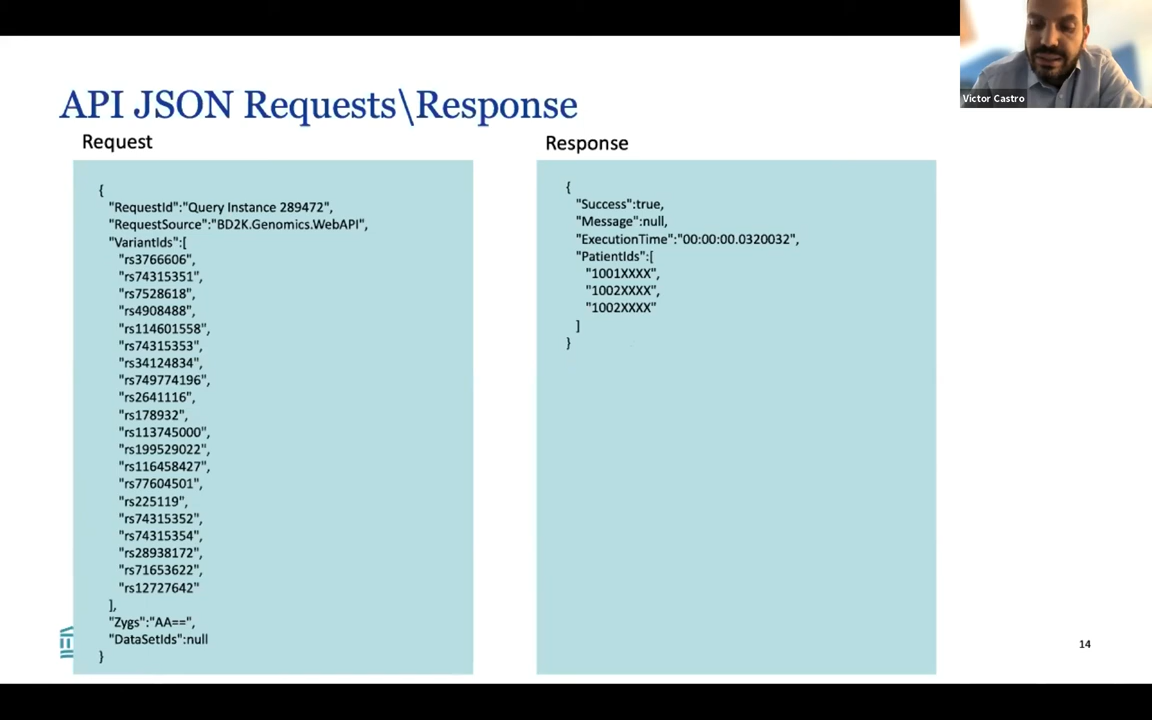 Victor Castro
API JSON Requests\Response
Request
{
"RequestId":"Query Instance 289472",
"RequestSource":"BD2K.Genomics.WebAPI",
"VariantIds":[
"rs3766606",
"rs74315351",
"rs7528618",
"rs4908488",
"rs114601558",
"rs74315353",
"rs34124834",
"rs749774196",
"rs2641116",
"rs178932",
"rs113745000",
"rs199529022",
"rs116458427",
"rs77604501",
"rs225119",
"rs74315352",
"rs74315354",
"rs28938172",
"rs71653622",
"rs12727642"
],
"Zygs":"AA==",
"DataSetIds":null
}
Response
{
"Success":true,
"Message":null,
"ExecutionTime":"00:00:00.0320032",
"PatientIds":[
"1001XXXX",
"1002XXXX",
"1002XXXX"
]
}
14